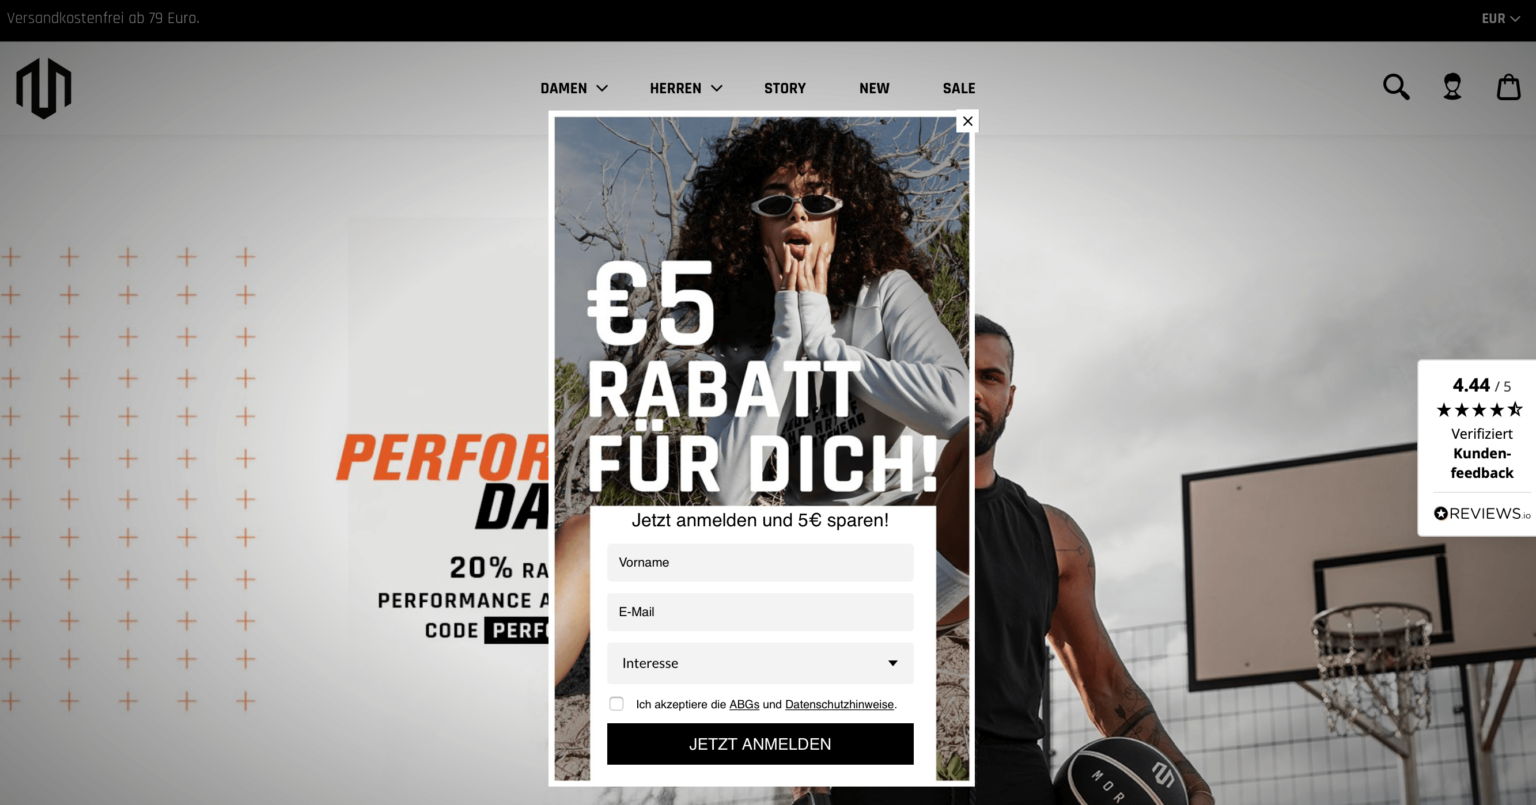 Versandkostenfrei ab 79 Euro.
EUR
DAMEN
HERREN
STORY
NEW
SALE
€5
RABATT
FÜR DICH!
Jetzt anmelden und 5€ sparen!
Vorname
E-Mail
Interesse
Ich akzeptiere die ABGs und Datenschutzhinweise.
JETZT ANMELDEN
PERFOR
DA
20% RA
PERFORMANCE A
CODE PERF
4.44 / 5
Verifiziert
Kunden-
feedback
REVIEWS.io
MOR